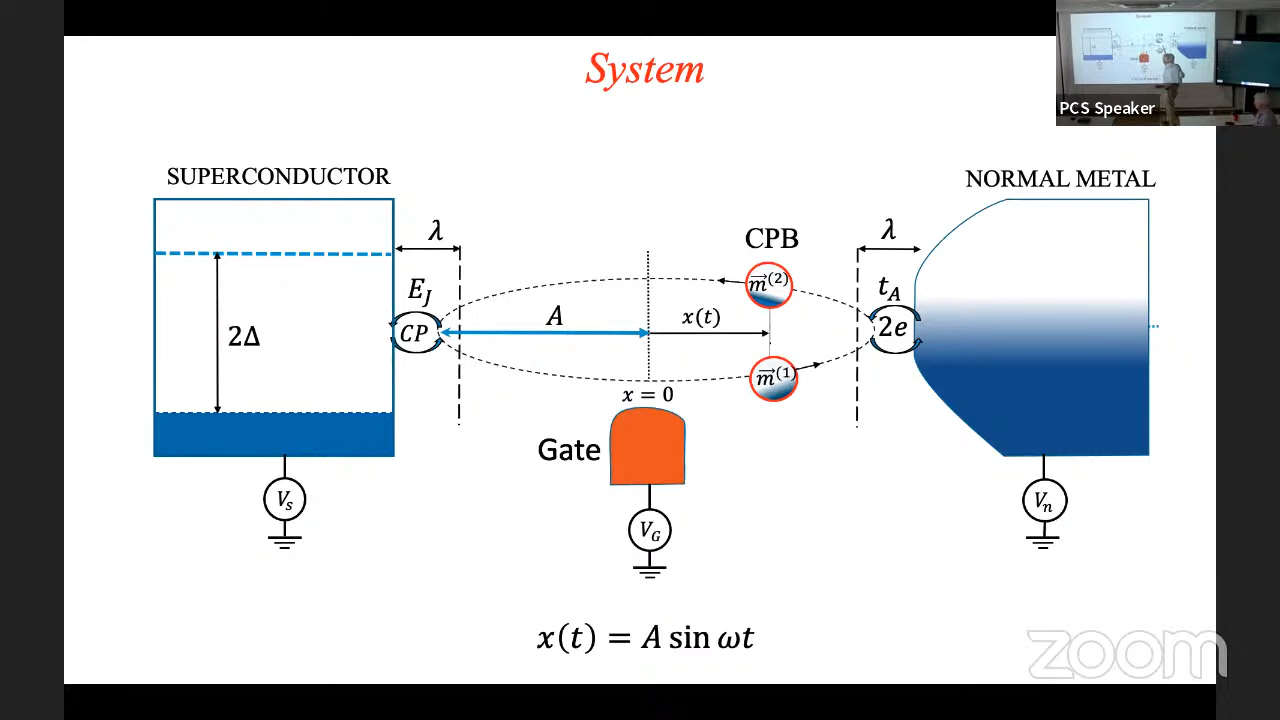 System
PCS Speaker
SUPERCONDUCTOR
NORMAL METAL
λ
λ
CPB
E_J
t_A
m⃗⁽²⁾
2Δ
CP
A
x(t)
2e
m⃗⁽¹⁾
x = 0
Gate
V_s
V_G
V_n
x(t) = A sin ωt
zoom